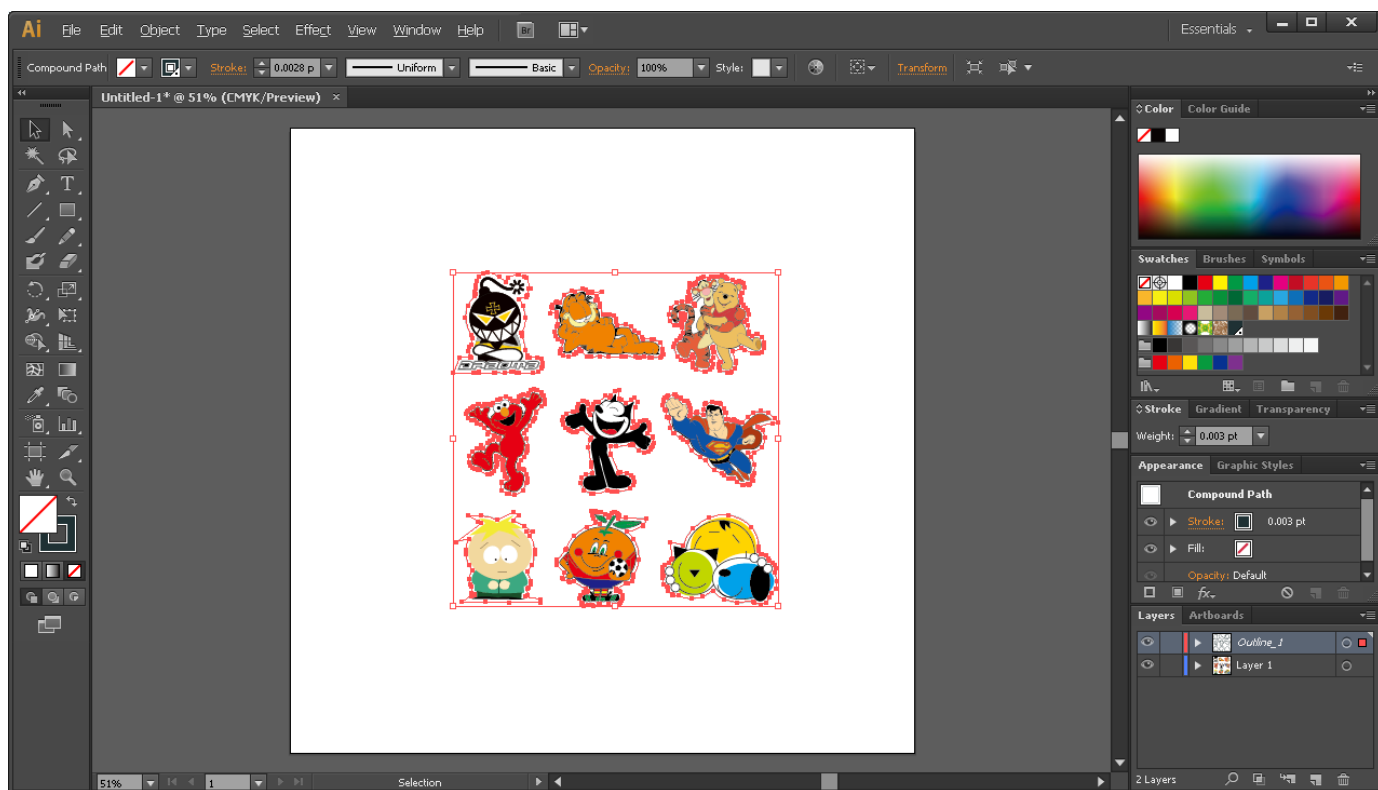 Ai File Edit Object Type Select Effect View Window Help Br Essentials
Compound Path Stroke: 0.0028 p Uniform Basic Opacity: 100% Style: Transform
Untitled-1* @ 51% (CMYK/Preview) ×
Color Color Guide
Swatches Brushes Symbols
Stroke Gradient Transparency
Weight: 0.003 pt
Appearance Graphic Styles
Compound Path
Stroke: 0.003 pt
Fill:
Opacity: Default
fx
Layers Artboards
Outline_1
Layer 1
2 Layers
51% 1 Selection